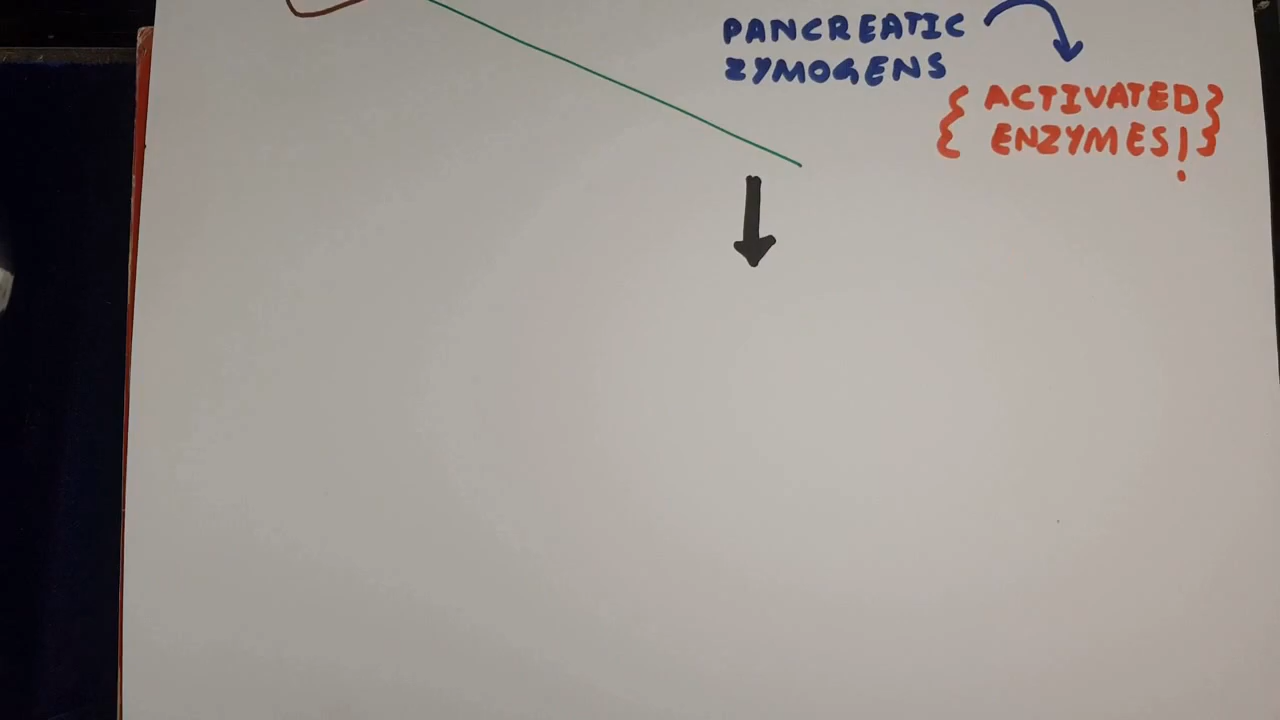 PANCREATIC
ZYMOGENS
{ ACTIVATED }
{ ENZYMES! }